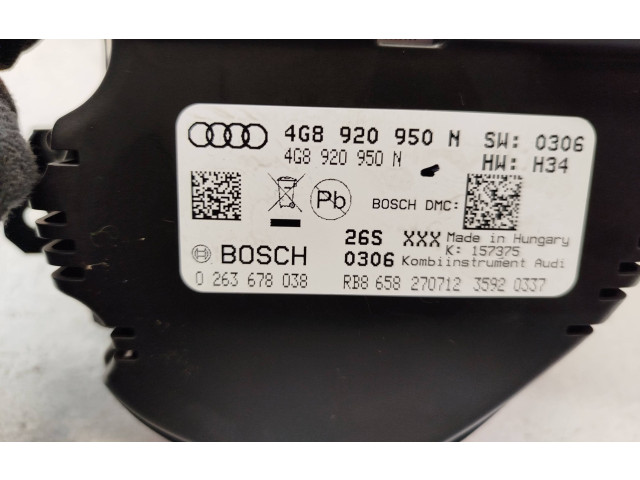 4G8 920 950 N SW: 0306
4G8 920 950 N HW: H34
Pb
BOSCH DMC:
26S XXX Made in Hungary
K: 157375
BOSCH 0306 Kombiinstrument Audi
0 263 678 038 RB8 658 270712 3592 0337